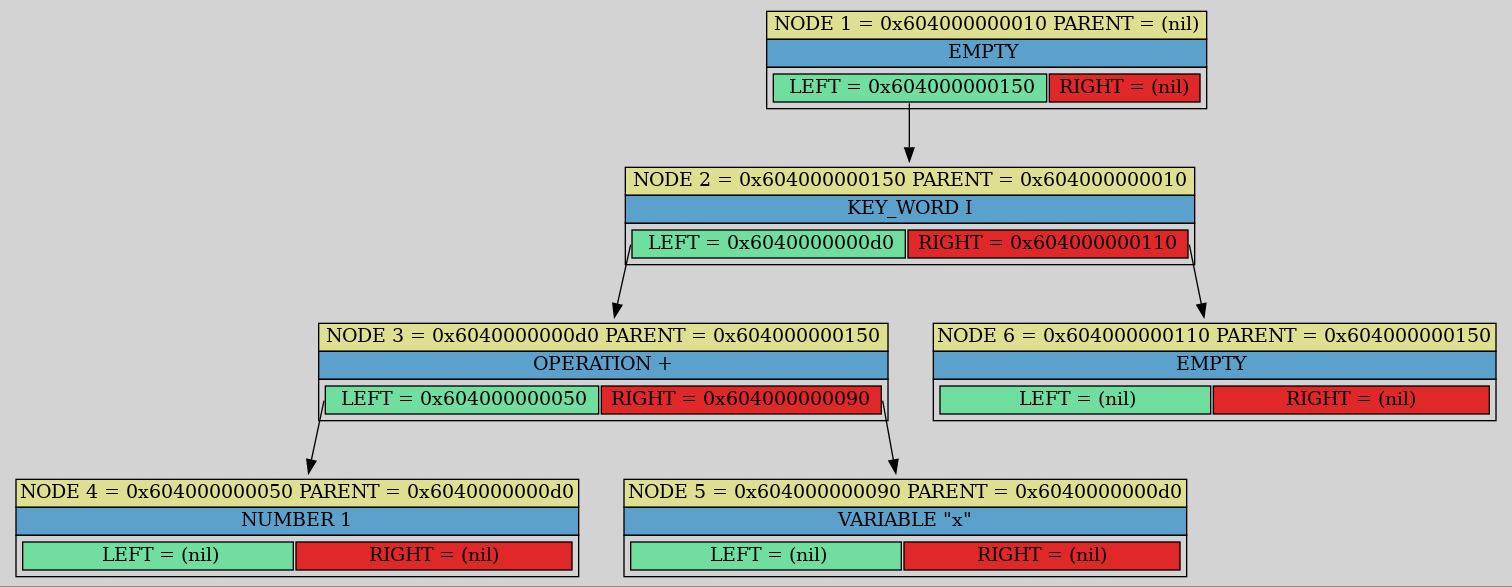 NODE 1 = 0x604000000010 PARENT = (nil)
EMPTY
LEFT = 0x604000000150 RIGHT = (nil)
NODE 2 = 0x604000000150 PARENT = 0x604000000010
KEY_WORD I
LEFT = 0x6040000000d0 RIGHT = 0x604000000110
NODE 3 = 0x6040000000d0 PARENT = 0x604000000150
OPERATION +
LEFT = 0x604000000050 RIGHT = 0x604000000090
NODE 6 = 0x604000000110 PARENT = 0x604000000150
EMPTY
LEFT = (nil) RIGHT = (nil)
NODE 4 = 0x604000000050 PARENT = 0x6040000000d0
NUMBER 1
LEFT = (nil) RIGHT = (nil)
NODE 5 = 0x604000000090 PARENT = 0x6040000000d0
VARIABLE "x"
LEFT = (nil) RIGHT = (nil)